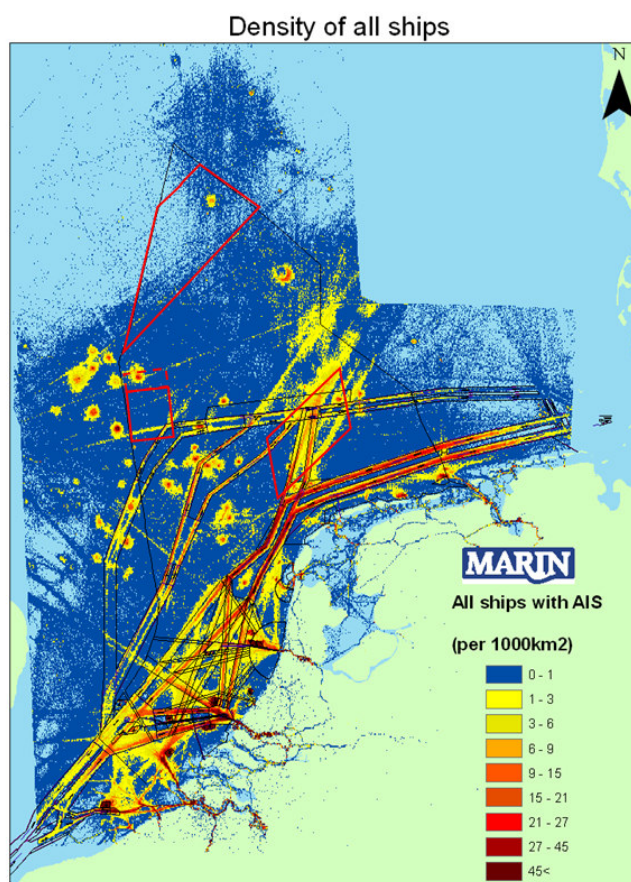 Density of all ships
N
MARIN
All ships with AIS
(per 1000km2)
0 - 1
1 - 3
3 - 6
6 - 9
9 - 15
15 - 21
21 - 27
27 - 45
45<